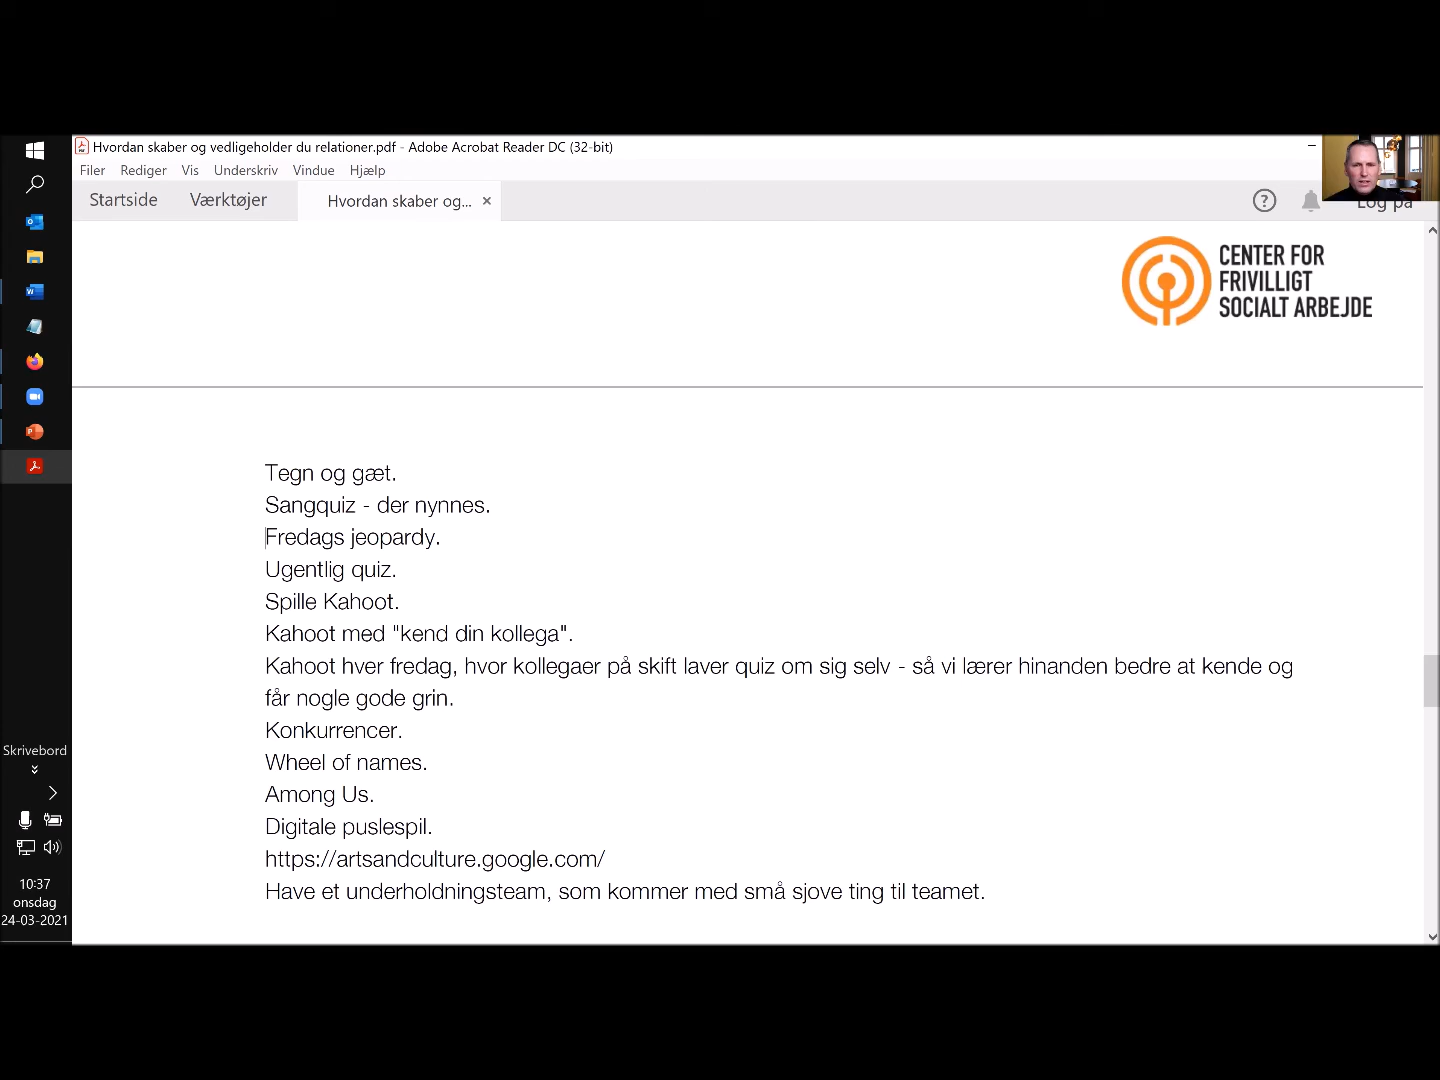 Hvordan skaber og vedligeholder du relationer.pdf - Adobe Acrobat Reader DC (32-bit)
Filer Rediger Vis Underskriv Vindue Hjælp
Startside Værktøjer Hvordan skaber og... × Log på
CENTER FOR
FRIVILLIGT
SOCIALT ARBEJDE
Tegn og gæt.
Sangquiz - der nynnes.
Fredags jeopardy.
Ugentlig quiz.
Spille Kahoot.
Kahoot med "kend din kollega".
Kahoot hver fredag, hvor kollegaer på skift laver quiz om sig selv - så vi lærer hinanden bedre at kende og
får nogle gode grin.
Konkurrencer.
Wheel of names.
Among Us.
Digitale puslespil.
https://artsandculture.google.com/
Have et underholdningsteam, som kommer med små sjove ting til teamet.
Skrivebord
10:37
onsdag
24-03-2021